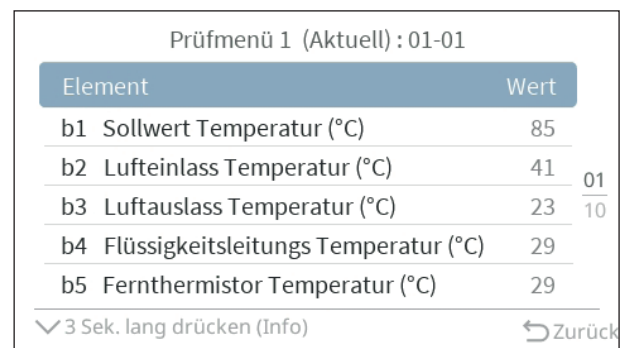 Prüfmenü 1 (Aktuell) : 01-01
Element Wert
b1 Sollwert Temperatur (°C) 85
b2 Lufteinlass Temperatur (°C) 41
b3 Luftauslass Temperatur (°C) 23
b4 Flüssigkeitsleitungs Temperatur (°C) 29
b5 Fernthermistor Temperatur (°C) 29
01
10
3 Sek. lang drücken (Info) Zurück